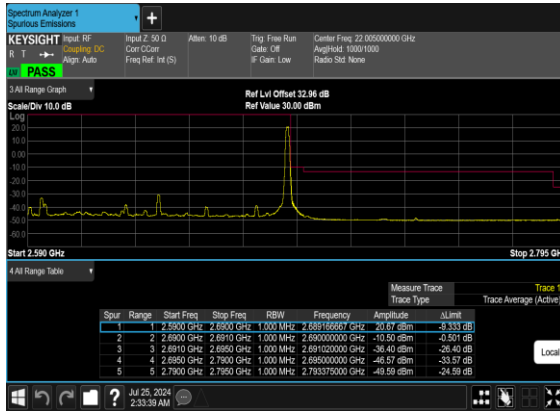 Spectrum Analyzer 1
Spurious Emissions
KEYSIGHT
R T
LXI PASS
Input: RF
Coupling: DC
Align: Auto
Input Z: 50 Ω
Corr CCorr
Freq Ref: Int (S)
Atten: 10 dB
Trig: Free Run
Gate: Off
IF Gain: Low
Center Freq: 22.005000000 GHz
Avg|Hold: 1000/1000
Radio Std: None
3 All Range Graph
Scale/Div 10.0 dB
Ref Lvl Offset 32.96 dB
Ref Value 30.00 dBm
Log
20.0
10.0
0.00
-10.0
-20.0
-30.0
-40.0
-50.0
-60.0
Start 2.590 GHz
Stop 2.795 GH
4 All Range Table
Measure Trace Trace 1
Trace Type Trace Average (Active)
Spur Range Start Freq Stop Freq RBW Frequency Amplitude ΔLimit
1 1 2.5900 GHz 2.6900 GHz 1.000 MHz 2.689166667 GHz 20.67 dBm -9.333 dB
2 2 2.6900 GHz 2.6910 GHz 1.000 MHz 2.690000000 GHz -10.50 dBm -0.501 dB
3 3 2.6910 GHz 2.6950 GHz 1.000 MHz 2.691020000 GHz -36.40 dBm -26.40 dB
4 4 2.6950 GHz 2.7900 GHz 1.000 MHz 2.695000000 GHz -46.57 dBm -33.57 dB
5 5 2.7900 GHz 2.7950 GHz 1.000 MHz 2.793375000 GHz -49.59 dBm -24.59 dB
Local
Jul 25, 2024
2:33:39 AM